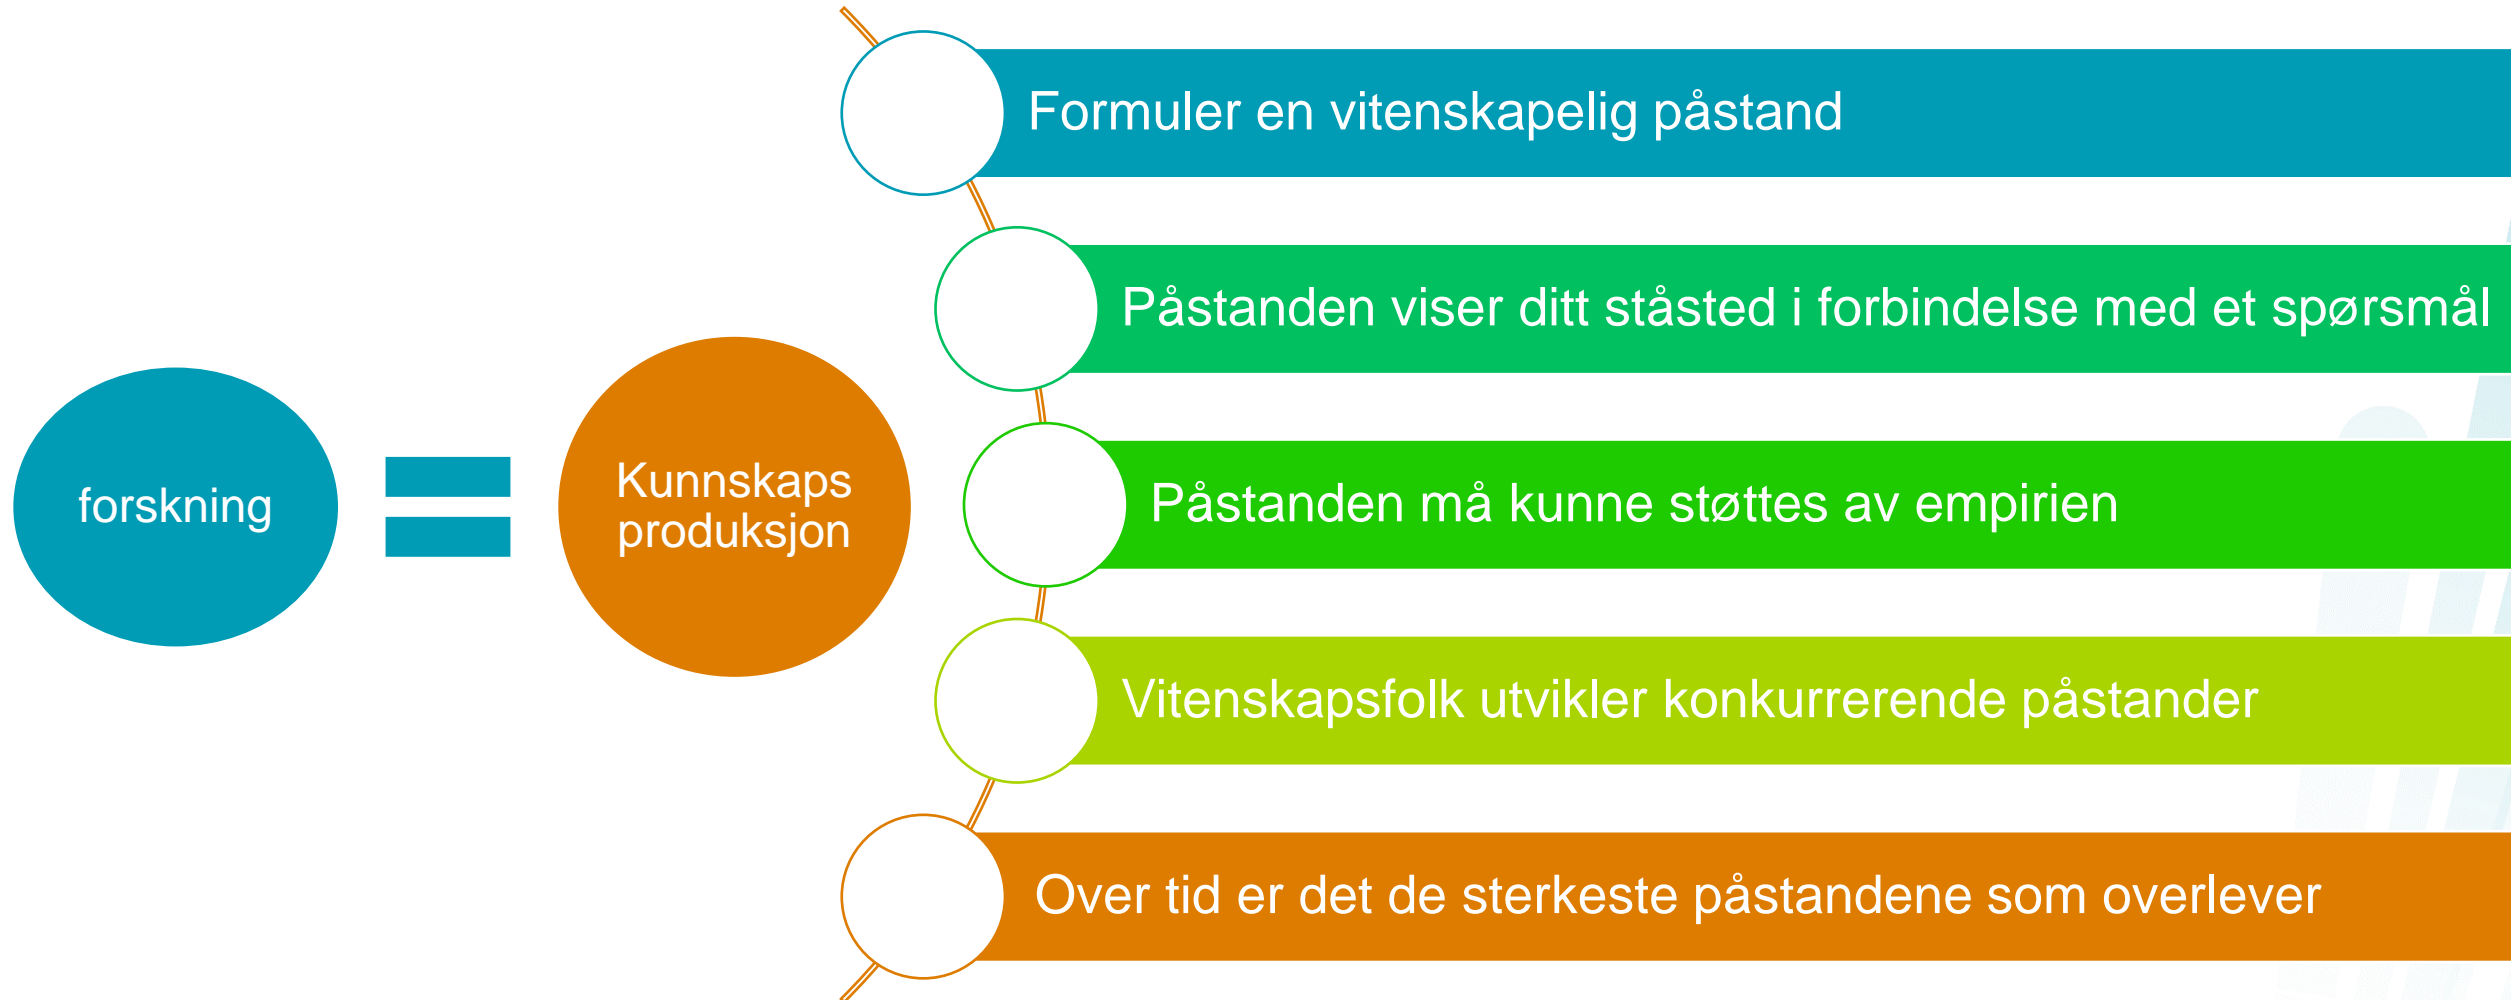 forskning
Kunnskaps
produksjon
Formuler en vitenskapelig påstand
Påstanden viser ditt ståsted i forbindelse med et spørsmål
Påstanden må kunne støttes av empirien
Vitenskapsfolk utvikler konkurrerende påstander
Over tid er det de sterkeste påstandene som overlever